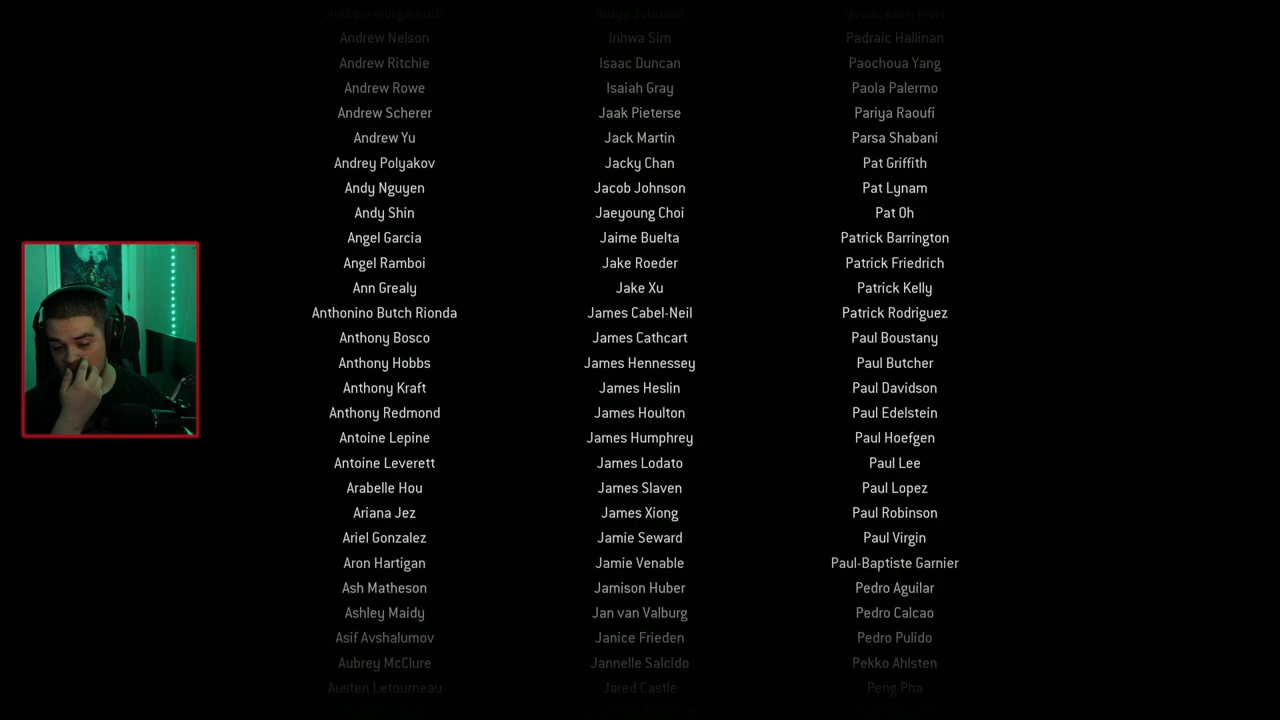 Andrew Nelson
Andrew Ritchie
Andrew Rowe
Andrew Scherer
Andrew Yu
Andrey Polyakov
Andy Nguyen
Andy Shin
Angel Garcia
Angel Ramboi
Ann Grealy
Anthonino Butch Rionda
Anthony Bosco
Anthony Hobbs
Anthony Kraft
Anthony Redmond
Antoine Lepine
Antoine Leverett
Arabelle Hou
Ariana Jez
Ariel Gonzalez
Aron Hartigan
Ash Matheson
Ashley Maidy
Asif Avshalumov
Aubrey McClure
Austen Letourneau
Indya Johnson
Inhwa Sim
Isaac Duncan
Isaiah Gray
Jaak Pieterse
Jack Martin
Jacky Chan
Jacob Johnson
Jaeyoung Choi
Jaime Buelta
Jake Roeder
Jake Xu
James Cabel-Neil
James Cathcart
James Hennessey
James Heslin
James Houlton
James Humphrey
James Lodato
James Slaven
James Xiong
Jamie Seward
Jamie Venable
Jamison Huber
Jan van Valburg
Janice Frieden
Jannelle Salcido
Jared Castle
Padraic Hallinan
Paochoua Yang
Paola Palermo
Pariya Raoufi
Parsa Shabani
Pat Griffith
Pat Lynam
Pat Oh
Patrick Barrington
Patrick Friedrich
Patrick Kelly
Patrick Rodriguez
Paul Boustany
Paul Butcher
Paul Davidson
Paul Edelstein
Paul Hoefgen
Paul Lee
Paul Lopez
Paul Robinson
Paul Virgin
Paul-Baptiste Garnier
Pedro Aguilar
Pedro Calcao
Pedro Pulido
Pekko Ahlsten
Peng Pha